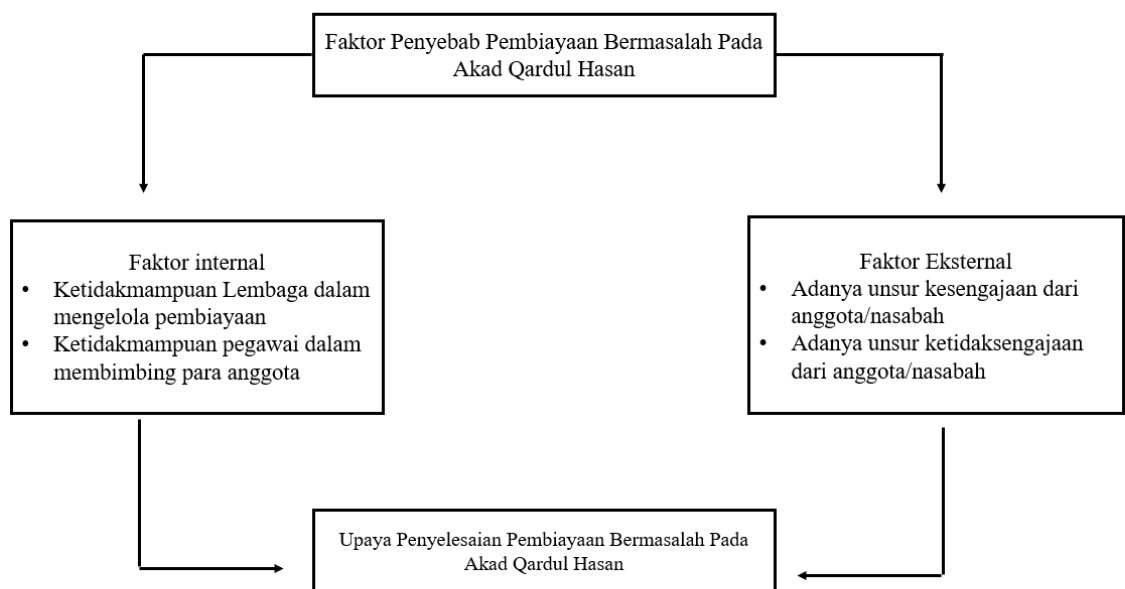 Faktor Penyebab Pembiayaan Bermasalah Pada
Akad Qardul Hasan
Faktor internal
• Ketidakmampuan Lembaga dalam
mengelola pembiayaan
• Ketidakmampuan pegawai dalam
membimbing para anggota
Faktor Eksternal
• Adanya unsur kesengajaan dari
anggota/nasabah
• Adanya unsur ketidaksengajaan
dari anggota/nasabah
Upaya Penyelesaian Pembiayaan Bermasalah Pada
Akad Qardul Hasan